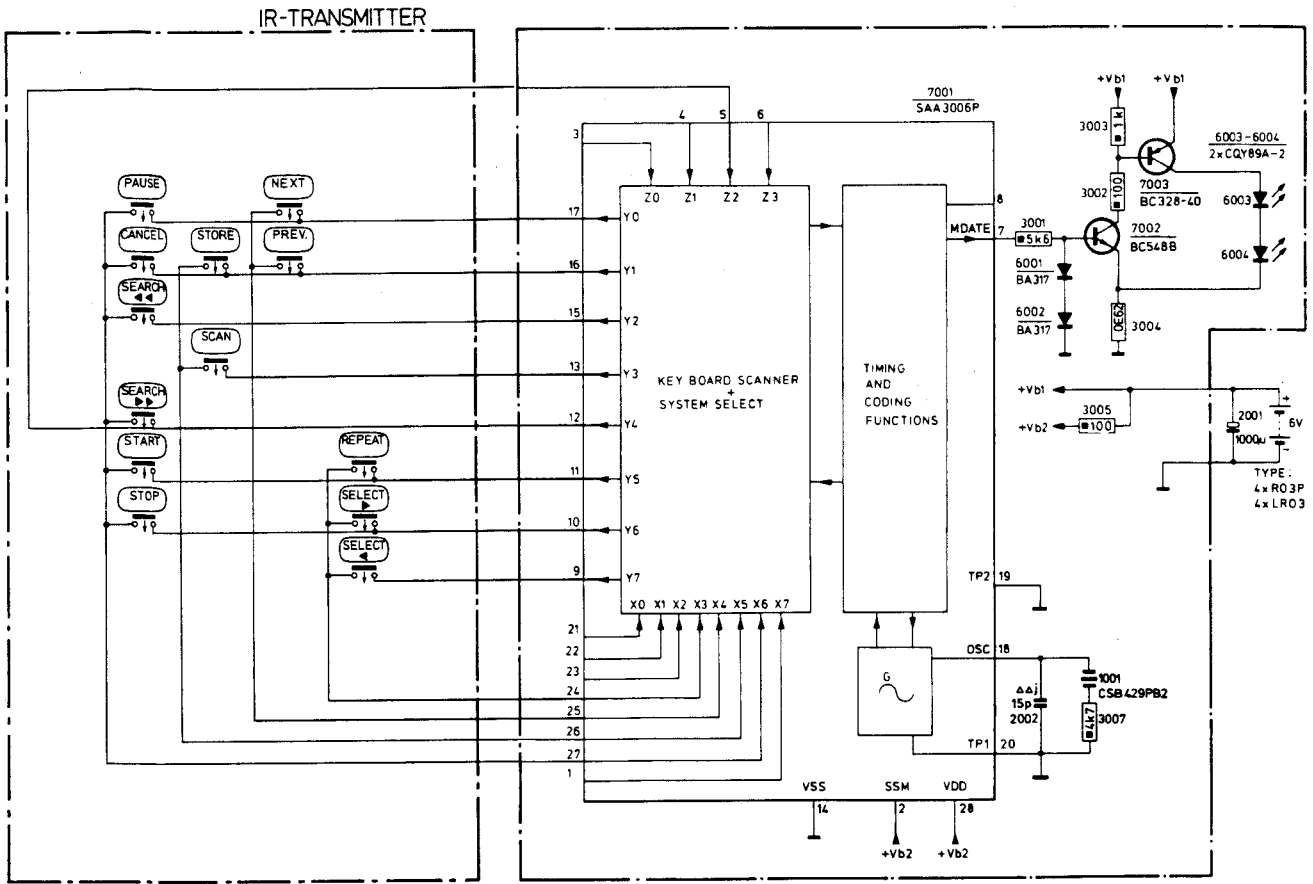 IR-TRANSMITTER
7001
SAA3006P
+Vb1 +Vb1
3003 1k
6003-6004
2xCQY89A-2
3002 100
7003
BC328-40
6003
7002
BC548B
6004
3 4 5 6
Z0 Z1 Z2 Z3
8
MDATE 7
3001
5k6
6001
BA317
6002
BA317
0E62 3004
PAUSE NEXT
17 Y0
CANCEL STORE PREV.
16 Y1
SEARCH
15 Y2
SCAN
13 Y3
SEARCH
12 Y4
START REPEAT
11 Y5
STOP SELECT
10 Y6
SELECT
9 Y7
KEY BOARD SCANNER
+
SYSTEM SELECT
TIMING
AND
CODING
FUNCTIONS
+Vb1
+Vb2
3005
100
2001
1000µ
+
6V
-
TYPE:
4xR03P
4xLR03
X0 X1 X2 X3 X4 X5 X6 X7
21
22
23
24
25
26
27
1
G
TP2 19
OSC 18
ΔΔj
15p
2002
1001
CSB429PB2
4k7 3007
TP1 20
VSS SSM VDD
14 2 28
+Vb2 +Vb2